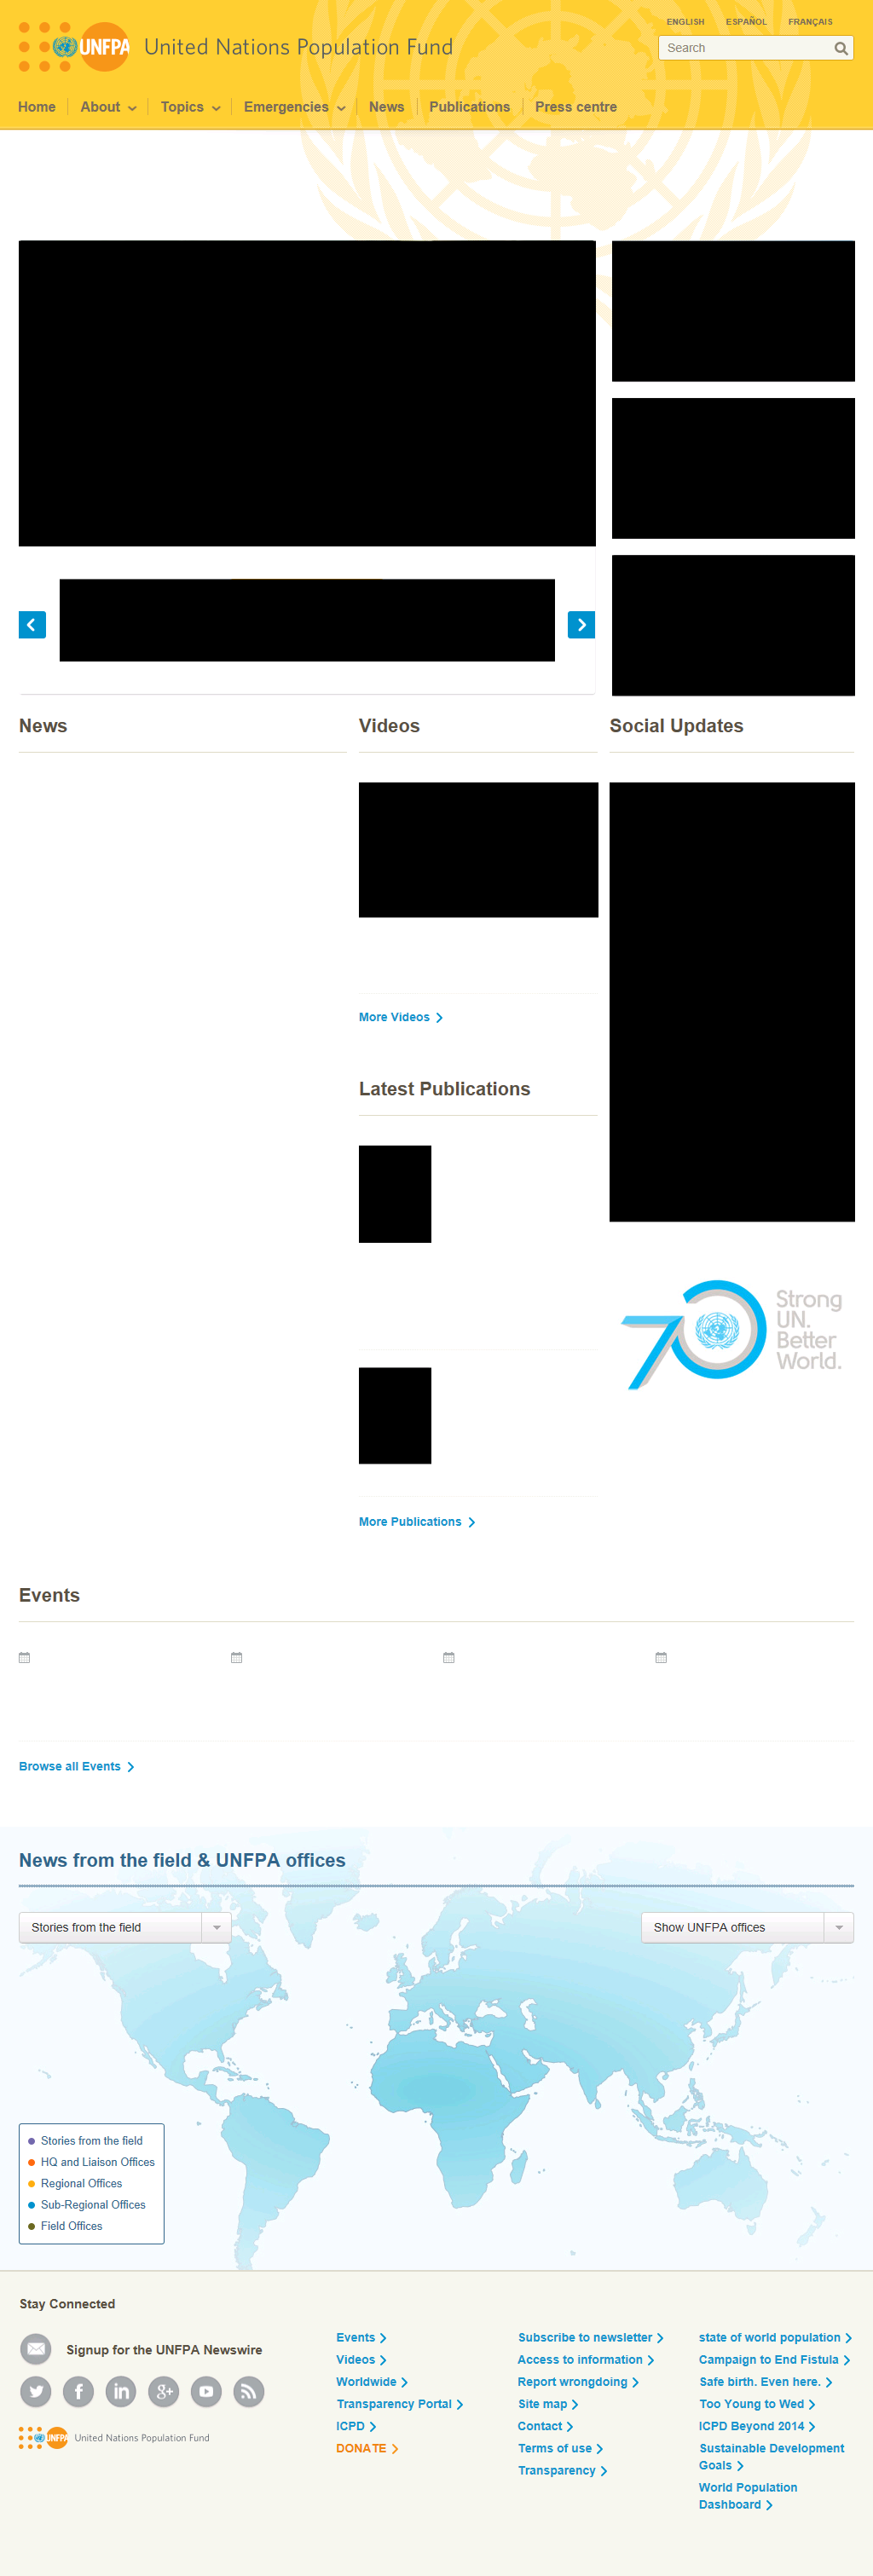 ENGLISH ESPAÑOL FRANÇAIS
UNFPA United Nations Population Fund
Search
Home About Topics Emergencies News Publications Press centre
News
Videos
Social Updates
More Videos
Latest Publications
70 Strong
UN.
Better
World.
More Publications
Events
Browse all Events
News from the field & UNFPA offices
Stories from the field
Show UNFPA offices
Stories from the field
HQ and Liaison Offices
Regional Offices
Sub-Regional Offices
Field Offices
Stay Connected
Signup for the UNFPA Newswire
f in g+
UNFPA United Nations Population Fund
Events
Videos
Worldwide
Transparency Portal
ICPD
DONATE
Subscribe to newsletter
Access to information
Report wrongdoing
Site map
Contact
Terms of use
Transparency
state of world population
Campaign to End Fistula
Safe birth. Even here.
Too Young to Wed
ICPD Beyond 2014
Sustainable Development
Goals
World Population
Dashboard